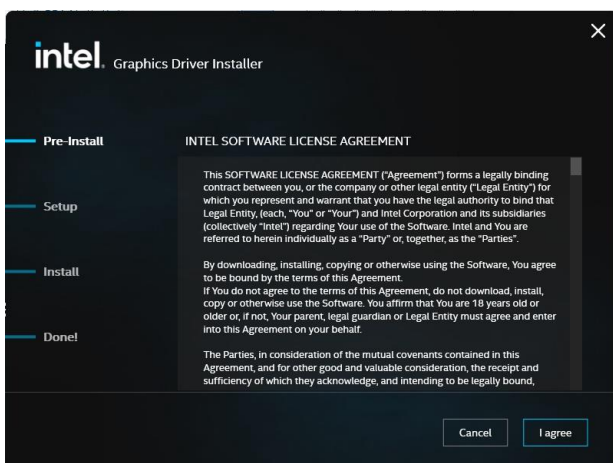 intel. Graphics Driver Installer
Pre-Install
Setup
Install
Done!
INTEL SOFTWARE LICENSE AGREEMENT
This SOFTWARE LICENSE AGREEMENT ("Agreement") forms a legally binding
contract between you, or the company or other legal entity ("Legal Entity") for
which you represent and warrant that you have the legal authority to bind that
Legal Entity, (each, "You" or "Your") and Intel Corporation and its subsidiaries
(collectively "Intel") regarding Your use of the Software. Intel and You are
referred to herein individually as a "Party" or, together, as the "Parties".
By downloading, installing, copying or otherwise using the Software, You agree
to be bound by the terms of this Agreement.
If You do not agree to the terms of this Agreement, do not download, install,
copy or otherwise use the Software. You affirm that You are 18 years old or
older or, if not, Your parent, legal guardian or Legal Entity must agree and enter
into this Agreement on your behalf.
The Parties, in consideration of the mutual covenants contained in this
Agreement, and for other good and valuable consideration, the receipt and
sufficiency of which they acknowledge, and intending to be legally bound,
Cancel
I agree